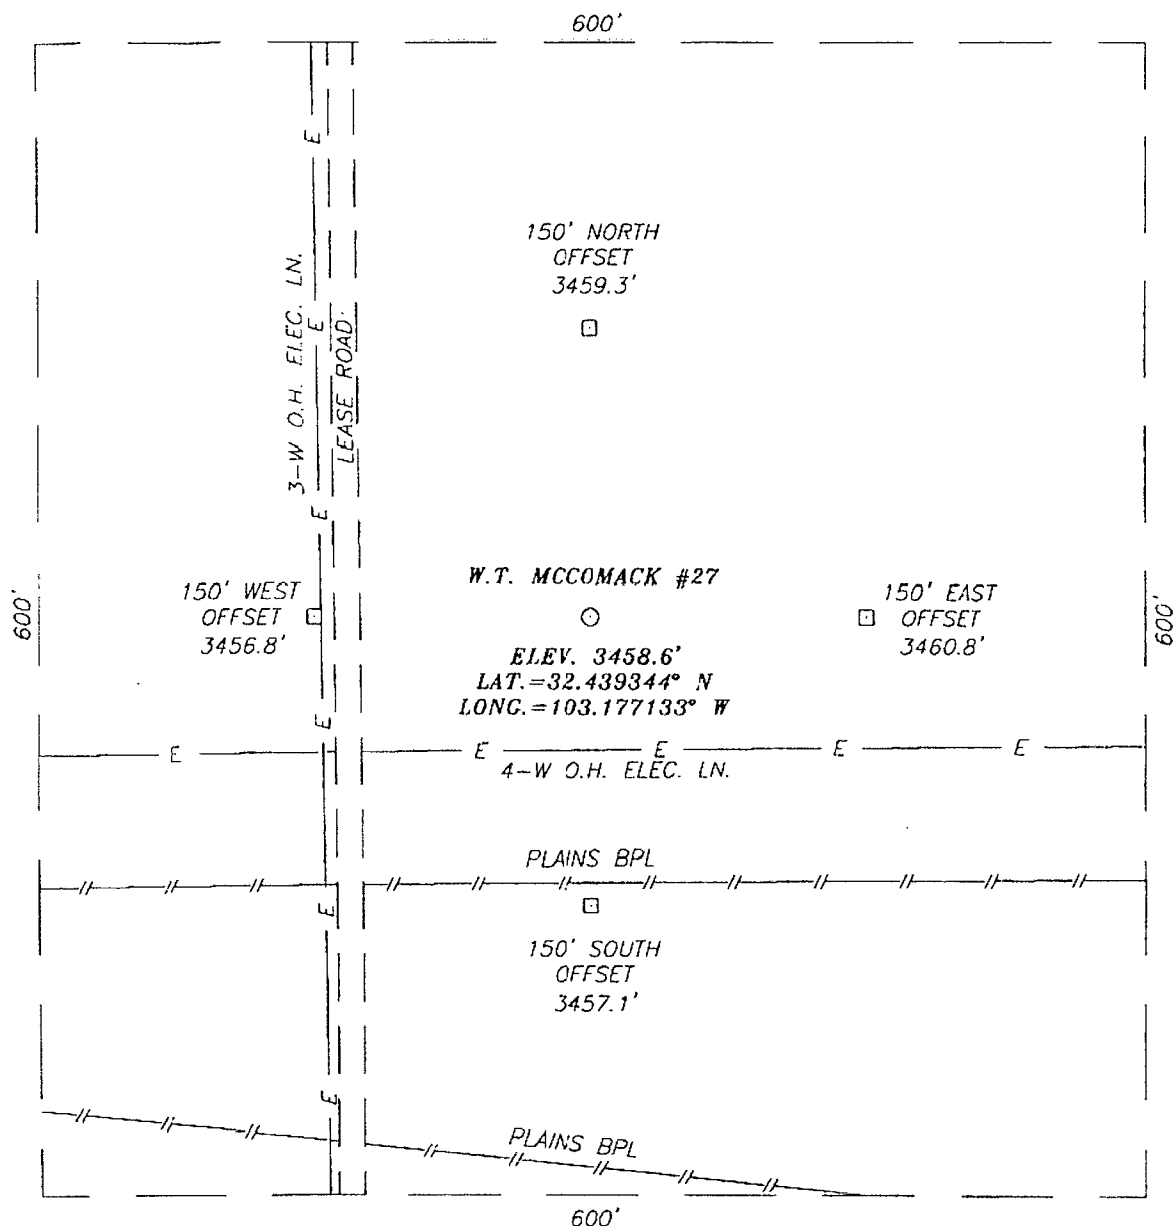 600'
E
150' NORTH
OFFSET
3459.3'
3-W O.H. ELEC. LN.
E
LEASE ROAD
E
600'
150' WEST
OFFSET
3456.8'
W.T. MCCOMACK #27
ELEV. 3458.6'
LAT.=32.439344° N
LONG.=103.177133° W
150' EAST
OFFSET
3460.8'
600'
E
E
E
E
E
E
4-W O.H. ELEC. LN.
PLAINS BPL
E
150' SOUTH
OFFSET
3457.1'
E
PLAINS BPL
600'